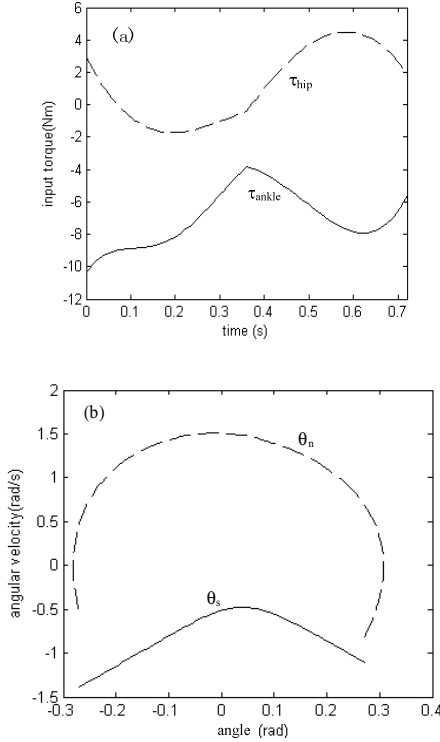 (a)
6
4
2
0
-2
-4
-6
-8
-10
-12
input torque(Nm)
τhip
τankle
0 0.1 0.2 0.3 0.4 0.5 0.6 0.7
time (s)
(b)
2
1.5
1
0.5
0
-0.5
-1
-1.5
angular velocity(rad/s)
θn
θs
-0.3 -0.2 -0.1 0 0.1 0.2 0.3 0.4
angle (rad)